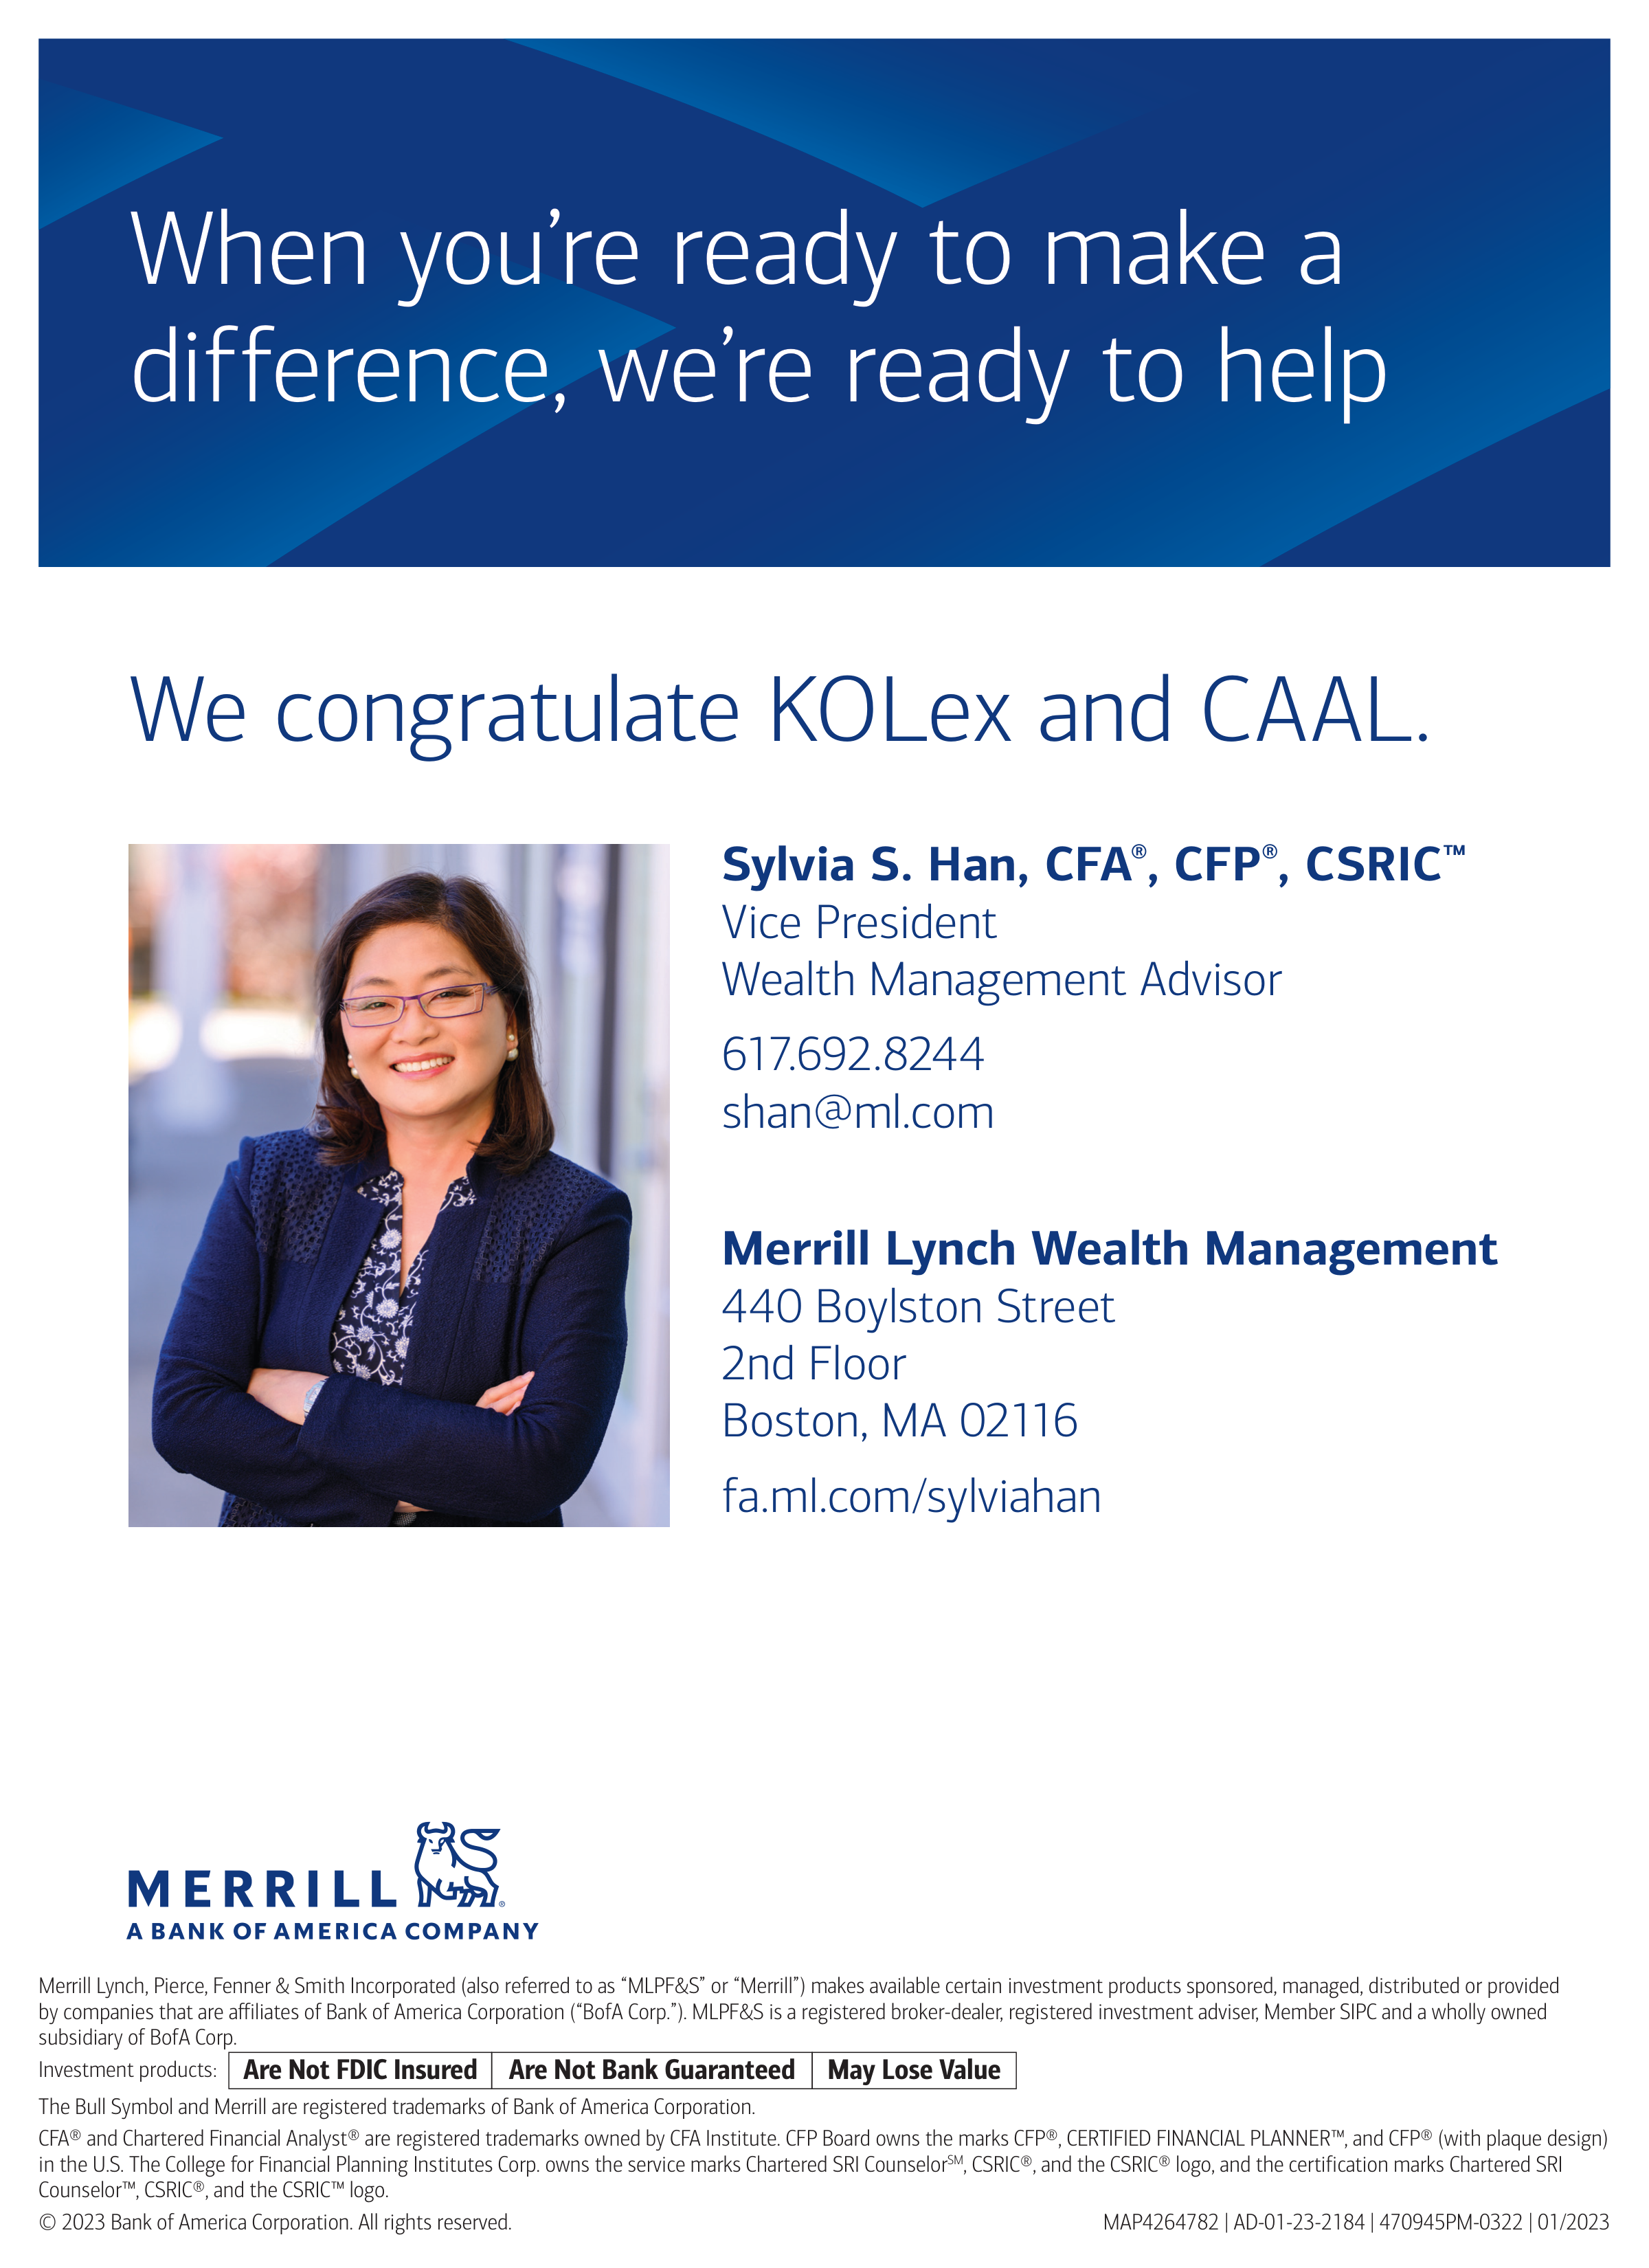 When you’re ready to make a
difference, we’re ready to help
We congratulate KOLex and CAAL.
Sylvia S. Han, CFA®, CFP®, CSRIC™
Vice President
Wealth Management Advisor
617.692.8244
shan@ml.com
Merrill Lynch Wealth Management
440 Boylston Street
2nd Floor
Boston, MA 02116
fa.ml.com/sylviahan
MERRILL
A BANK OF AMERICA COMPANY
Merrill Lynch, Pierce, Fenner & Smith Incorporated (also referred to as “MLPF&S” or “Merrill”) makes available certain investment products sponsored, managed, distributed or provided
by companies that are affiliates of Bank of America Corporation (“BofA Corp.”). MLPF&S is a registered broker-dealer, registered investment adviser, Member SIPC and a wholly owned
subsidiary of BofA Corp.
Investment products: Are Not FDIC Insured Are Not Bank Guaranteed May Lose Value
The Bull Symbol and Merrill are registered trademarks of Bank of America Corporation.
CFA® and Chartered Financial Analyst® are registered trademarks owned by CFA Institute. CFP Board owns the marks CFP®, CERTIFIED FINANCIAL PLANNER™, and CFP® (with plaque design)
in the U.S. The College for Financial Planning Institutes Corp. owns the service marks Chartered SRI Counselor℠, CSRIC®, and the CSRIC® logo, and the certification marks Chartered SRI
Counselor™, CSRIC®, and the CSRIC™ logo.
© 2023 Bank of America Corporation. All rights reserved. MAP4264782 | AD-01-23-2184 | 470945PM-0322 | 01/2023